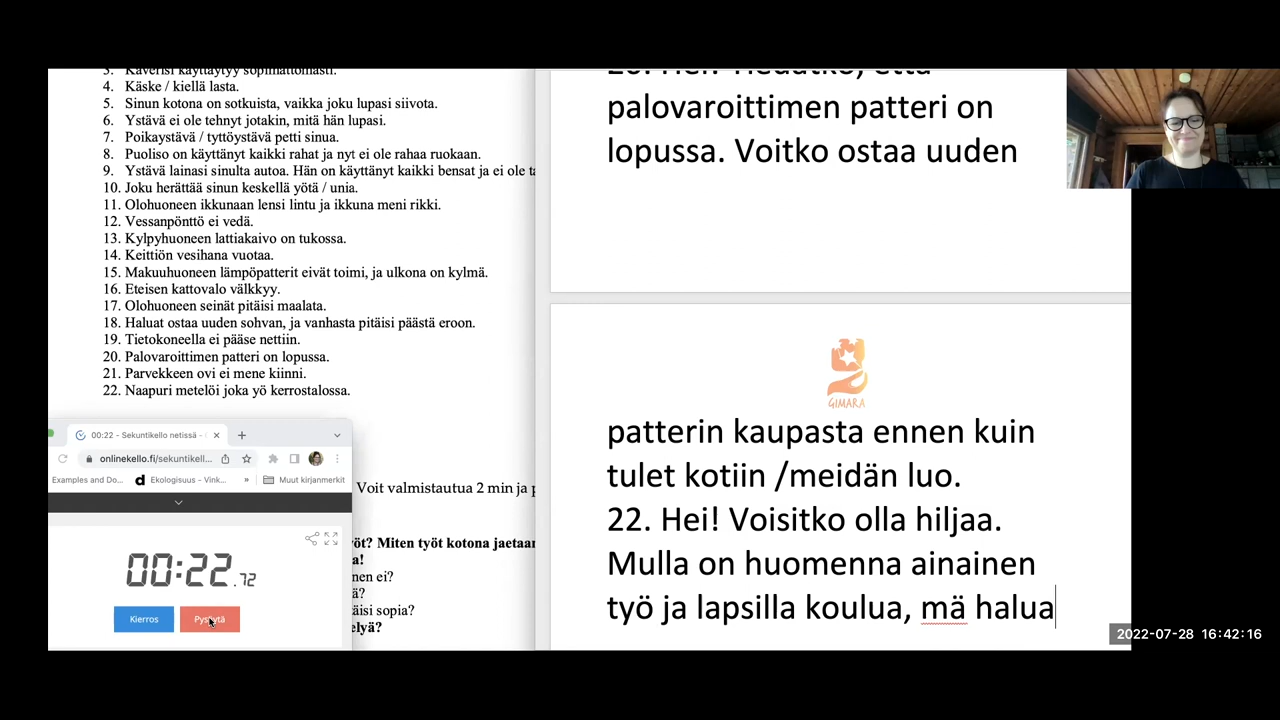 3. Kaverisi käyttäytyy sopimattomasti.
4. Käske / kiellä lasta.
5. Sinun kotona on sotkuista, vaikka joku lupasi siivota.
6. Ystävä ei ole tehnyt jotakin, mitä hän lupasi.
7. Poikaystävä / tyttöystävä petti sinua.
8. Puoliso on käyttänyt kaikki rahat ja nyt ei ole rahaa ruokaan.
9. Ystävä lainasi sinulta autoa. Hän on käyttänyt kaikki bensat ja ei ole
10. Joku herättää sinun keskellä yötä / unia.
11. Olohuoneen ikkunaan lensi lintu ja ikkuna meni rikki.
12. Vessanpönttö ei vedä.
13. Kylpyhuoneen lattiakaivo on tukossa.
14. Keittiön vesihana vuotaa.
15. Makuuhuoneen lämpöpatterit eivät toimi, ja ulkona on kylmä.
16. Eteisen kattovalo välkkyy.
17. Olohuoneen seinät pitäisi maalata.
18. Haluat ostaa uuden sohvan, ja vanhasta pitäisi päästä eroon.
19. Tietokoneella ei pääse nettiin.
20. Palovaroittimen patteri on lopussa.
21. Parvekkeen ovi ei mene kiinni.
22. Naapuri metelöi joka yö kerrostalossa.
00:22 - Sekuntikello netissä -
onlinekello.fi/sekuntikell...
Examples and Do...
Ekologisuus - Vink...
»
Muut kirjanmerkit
00:22.72
Kierros
Pysäytä
Voit valmistautua 2 min ja
Miten työt kotona jaetaan
nen ei?
äisi sopia?
palovaroittimen patteri on
lopussa. Voitko ostaa uuden
GIMARA
patterin kaupasta ennen kuin
tulet kotiin /meidän luo.
22. Hei! Voisitko olla hiljaa.
Mulla on huomenna ainainen
työ ja lapsilla koulua, mä halua
2022-07-28 16:42:16